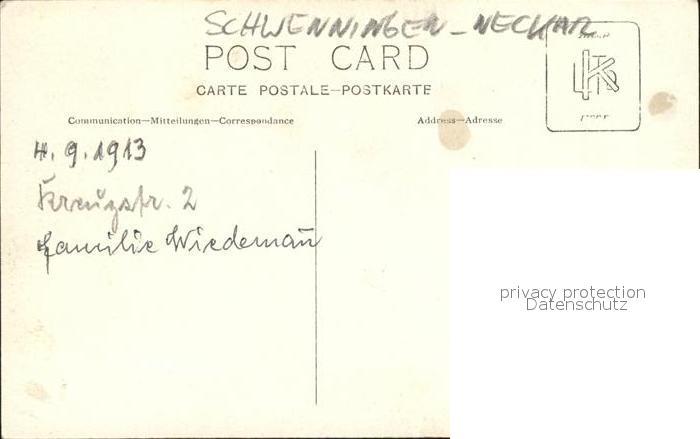 SCHWENNINGEN - NECKAR
POST CARD
CARTE POSTALE—POSTKARTE
Communication—Mitteilungen—Correspondance
Address—Adresse
4.9.1913
Kreuzstr. 2
Familie Wiedemañ
privacy protection
Datenschutz